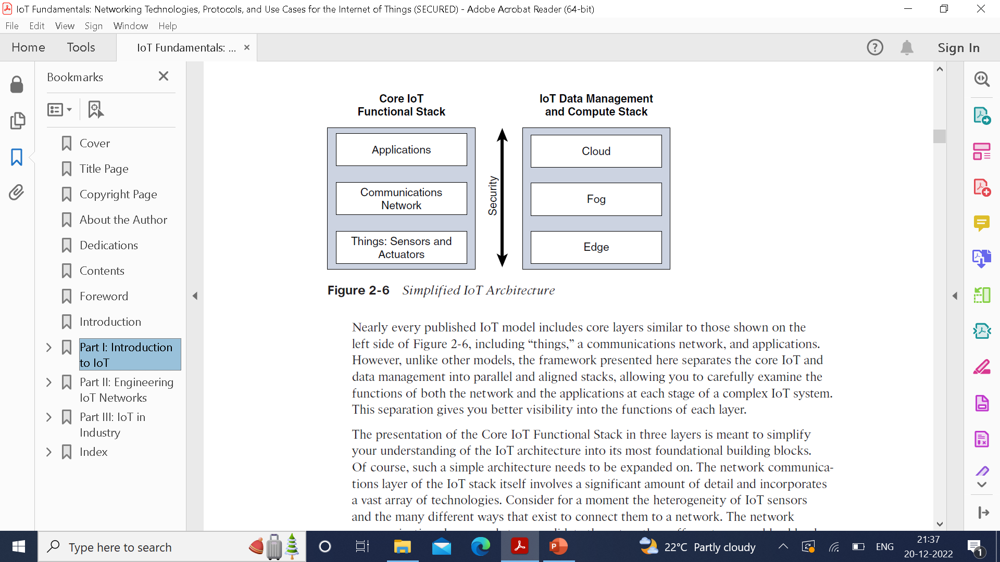 IoT Fundamentals: Networking Technologies, Protocols, and Use Cases for the Internet of Things (SECURED) - Adobe Acrobat Reader (64-bit)
File Edit View Sign Window Help
Home Tools IoT Fundamentals: ... Sign In
Bookmarks
Cover
Title Page
Copyright Page
About the Author
Dedications
Contents
Foreword
Introduction
Part I: Introduction
to IoT
Part II: Engineering
IoT Networks
Part III: IoT in
Industry
Index
Core IoT
Functional Stack
Applications
Communications
Network
Things: Sensors and
Actuators
Security
IoT Data Management
and Compute Stack
Cloud
Fog
Edge
Figure 2-6 Simplified IoT Architecture
Nearly every published IoT model includes core layers similar to those shown on the
left side of Figure 2-6, including “things,” a communications network, and applications.
However, unlike other models, the framework presented here separates the core IoT and
data management into parallel and aligned stacks, allowing you to carefully examine the
functions of both the network and the applications at each stage of a complex IoT system.
This separation gives you better visibility into the functions of each layer.
The presentation of the Core IoT Functional Stack in three layers is meant to simplify
your understanding of the IoT architecture into its most foundational building blocks.
Of course, such a simple architecture needs to be expanded on. The network communica-
tions layer of the IoT stack itself involves a significant amount of detail and incorporates
a vast array of technologies. Consider for a moment the heterogeneity of IoT sensors
and the many different ways that exist to connect them to a network. The network
Type here to search
22°C Partly cloudy
ENG
21:37
20-12-2022
1